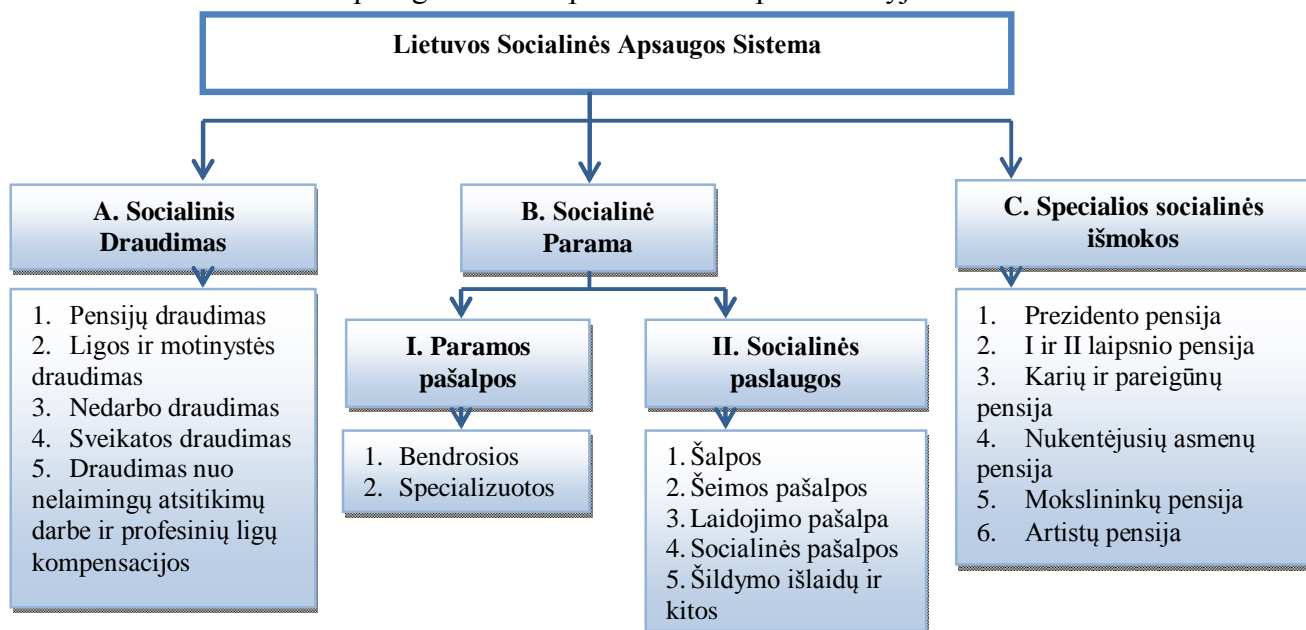 Lietuvos Socialinės Apsaugos Sistema
A. Socialinis
Draudimas
B. Socialinė
Parama
C. Specialios socialinės
išmokos
1. Pensijų draudimas
2. Ligos ir motinystės
draudimas
3. Nedarbo draudimas
4. Sveikatos draudimas
5. Draudimas nuo
nelaimingų atsitikimų
darbe ir profesinių ligų
kompensacijos
I. Paramos
pašalpos
1. Bendrosios
2. Specializuotos
II. Socialinės
paslaugos
1. Šalpos
2. Šeimos pašalpos
3. Laidojimo pašalpa
4. Socialinės pašalpos
5. Šildymo išlaidų ir
kitos
1. Prezidento pensija
2. I ir II laipsnio pensija
3. Karių ir pareigūnų
pensija
4. Nukentėjusių asmenų
pensija
5. Mokslininkų pensija
6. Artistų pensija